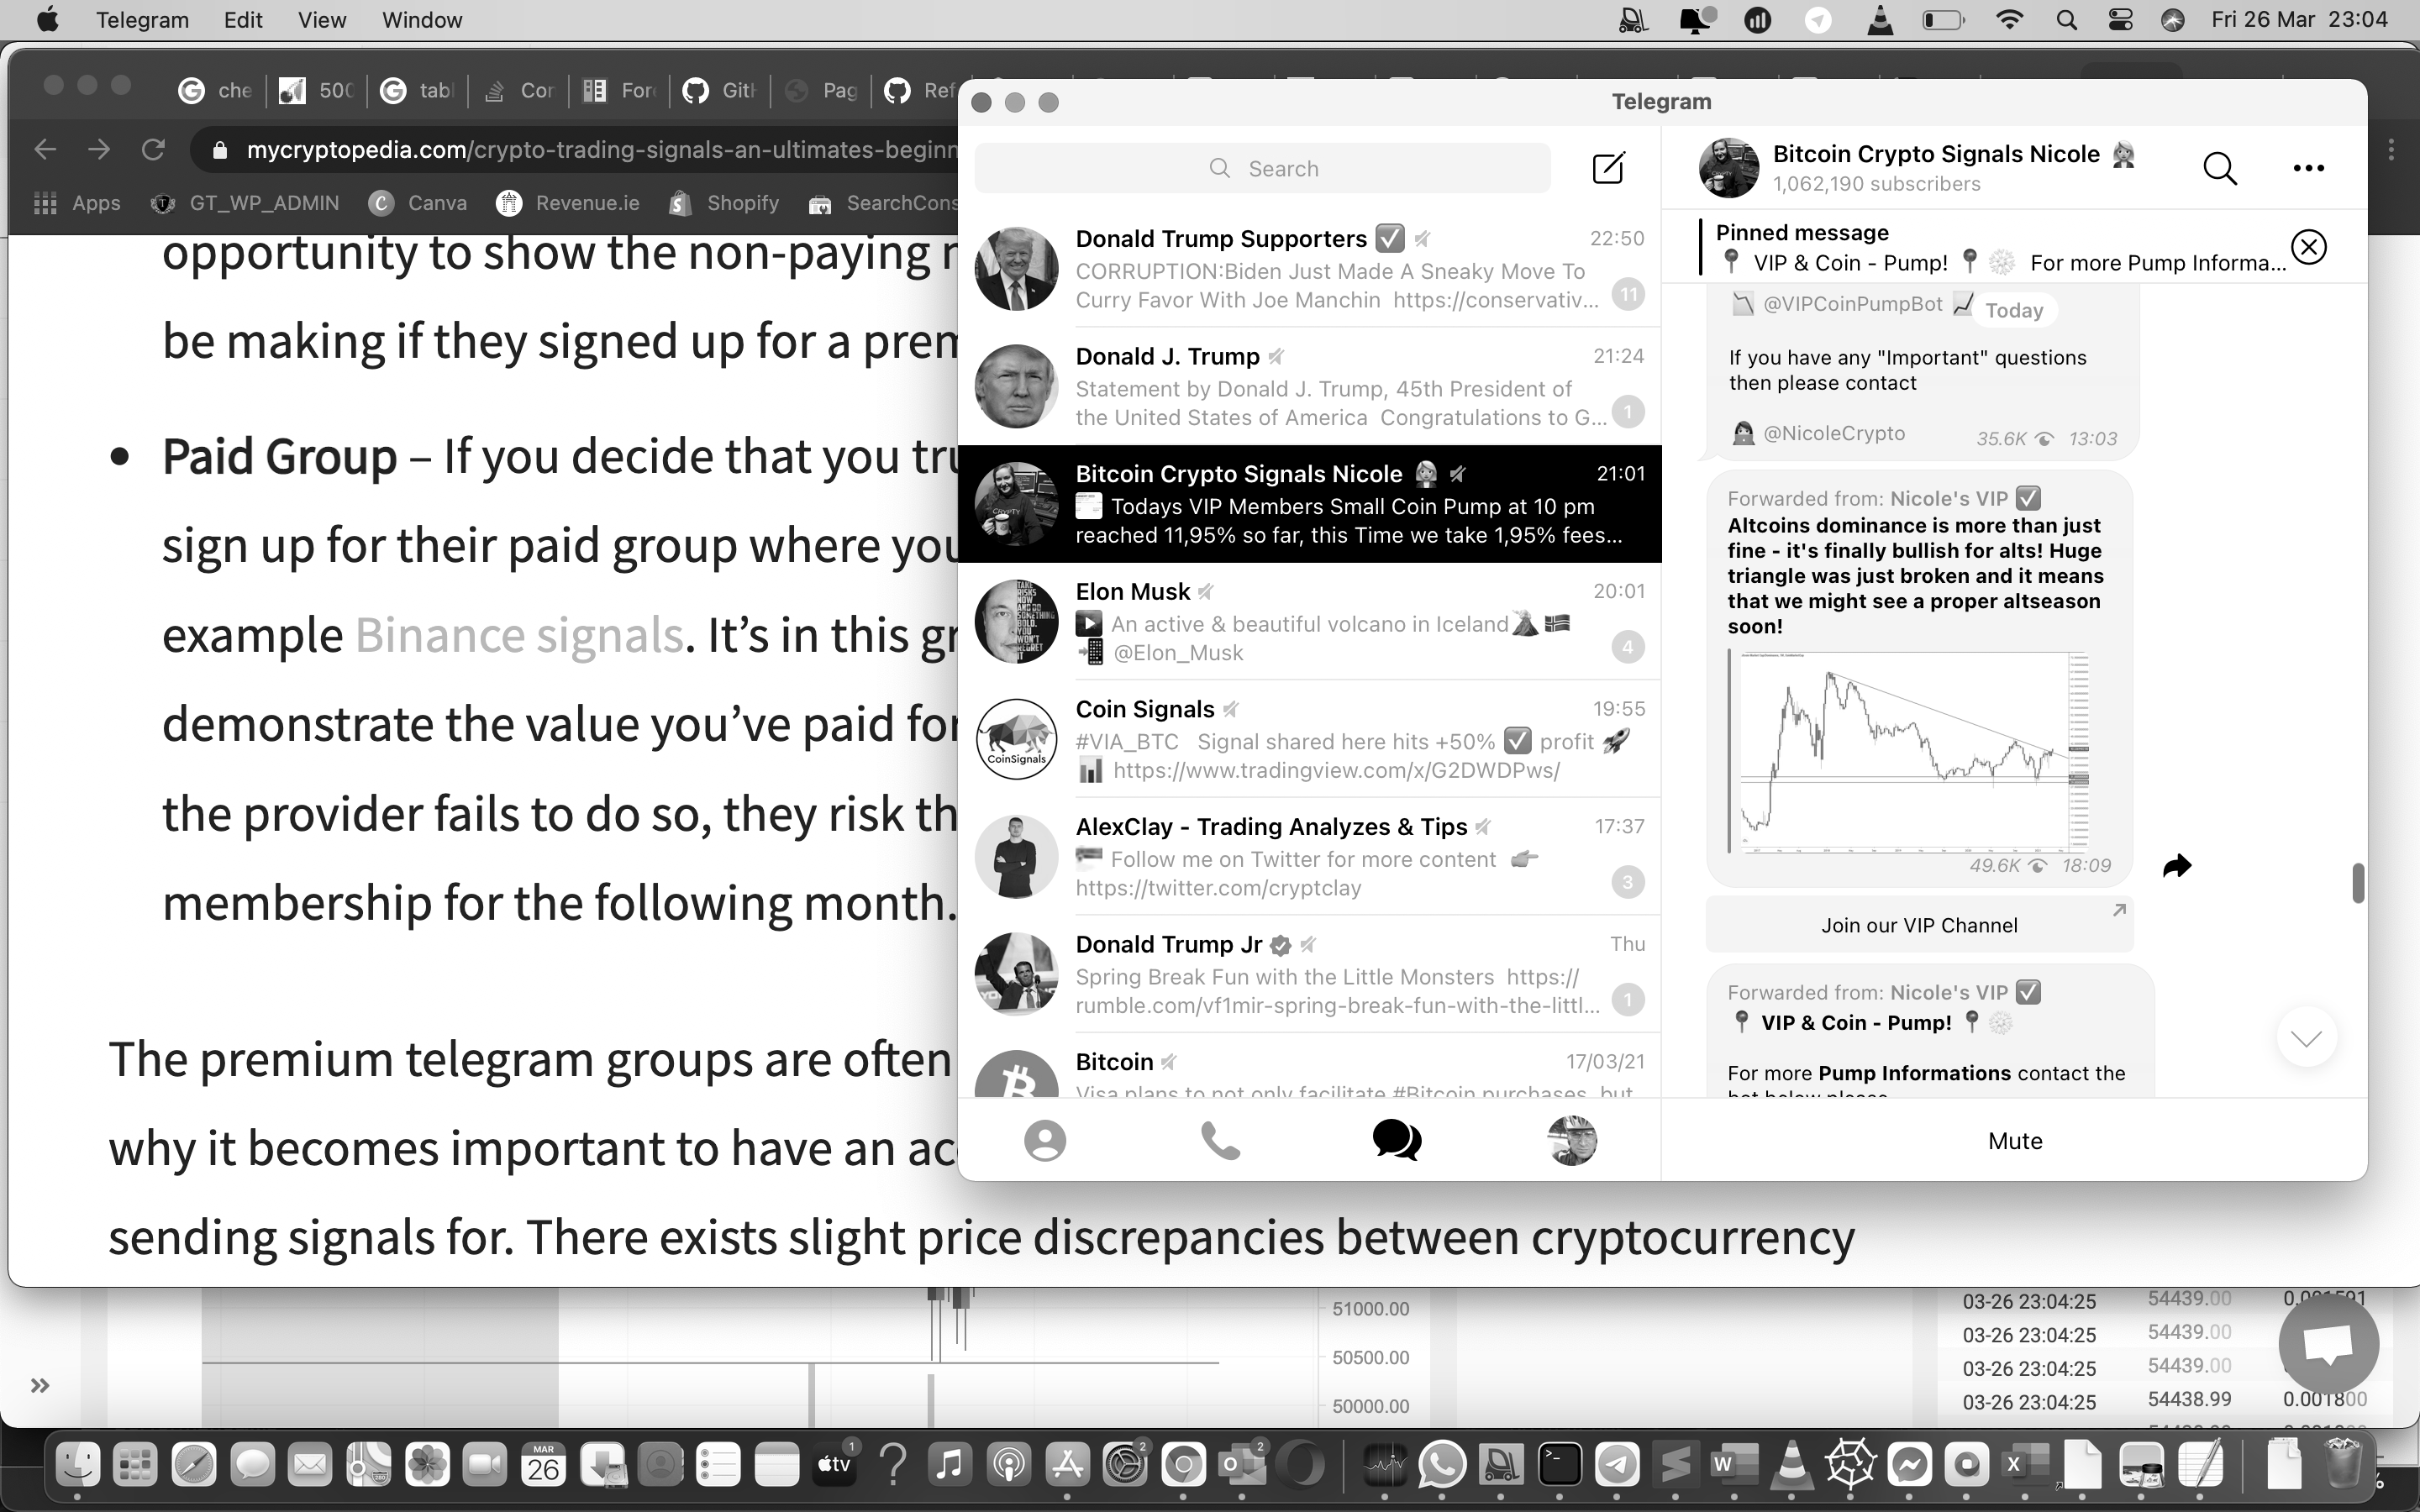 Telegram Edit View Window
Fri 26 Mar 23:04
che
500
tabl
Cor
For
GitH
Pag
Ref
mycryptopedia.com/crypto-trading-signals-an-ultimates-beginn
Apps
GT_WP_ADMIN
Canva
Revenue.ie
Shopify
SearchCons
opportunity to show the non-paying
be making if they signed up for a prem
• Paid Group – If you decide that you tru
sign up for their paid group where you
example Binance signals. It’s in this gr
demonstrate the value you’ve paid for
the provider fails to do so, they risk th
membership for the following month.
The premium telegram groups are often
why it becomes important to have an acc
sending signals for. There exists slight price discrepancies between cryptocurrency
Telegram
Search
Donald Trump Supporters ☑ 22:50
CORRUPTION:Biden Just Made A Sneaky Move To
Curry Favor With Joe Manchin https://conservativ... 11
Donald J. Trump 21:24
Statement by Donald J. Trump, 45th President of
the United States of America Congratulations to G... 1
Bitcoin Crypto Signals Nicole 21:01
Todays VIP Members Small Coin Pump at 10 pm
reached 11,95% so far, this Time we take 1,95% fees...
Elon Musk 20:01
An active & beautiful volcano in Iceland
@Elon_Musk 4
CoinSignals
Coin Signals 19:55
#VIA_BTC Signal shared here hits +50% ☑ profit
https://www.tradingview.com/x/G2DWDPws/
AlexClay - Trading Analyzes & Tips 17:37
Follow me on Twitter for more content
https://twitter.com/cryptclay 3
Donald Trump Jr Thu
Spring Break Fun with the Little Monsters https://
rumble.com/vf1mir-spring-break-fun-with-the-littl... 1
Bitcoin 17/03/21
Visa plans to not only facilitate #Bitcoin purchases, but
Bitcoin Crypto Signals Nicole
1,062,190 subscribers
Pinned message
VIP & Coin - Pump! For more Pump Informa...
@VIPCoinPumpBot
Today
If you have any "Important" questions
then please contact
@NicoleCrypto 35.6K 13:03
Forwarded from: Nicole's VIP ☑
Altcoins dominance is more than just
fine - it's finally bullish for alts! Huge
triangle was just broken and it means
that we might see a proper altseason
soon!
49.6K 18:09
Join our VIP Channel
Forwarded from: Nicole's VIP ☑
VIP & Coin - Pump!
For more Pump Informations contact the
bot below please
Mute
51000.00
50500.00
50000.00
03-26 23:04:25 54439.00
03-26 23:04:25 54439.00
03-26 23:04:25 54439.00
03-26 23:04:25 54438.99 0.001800
MAR
26
tv
1
2
2